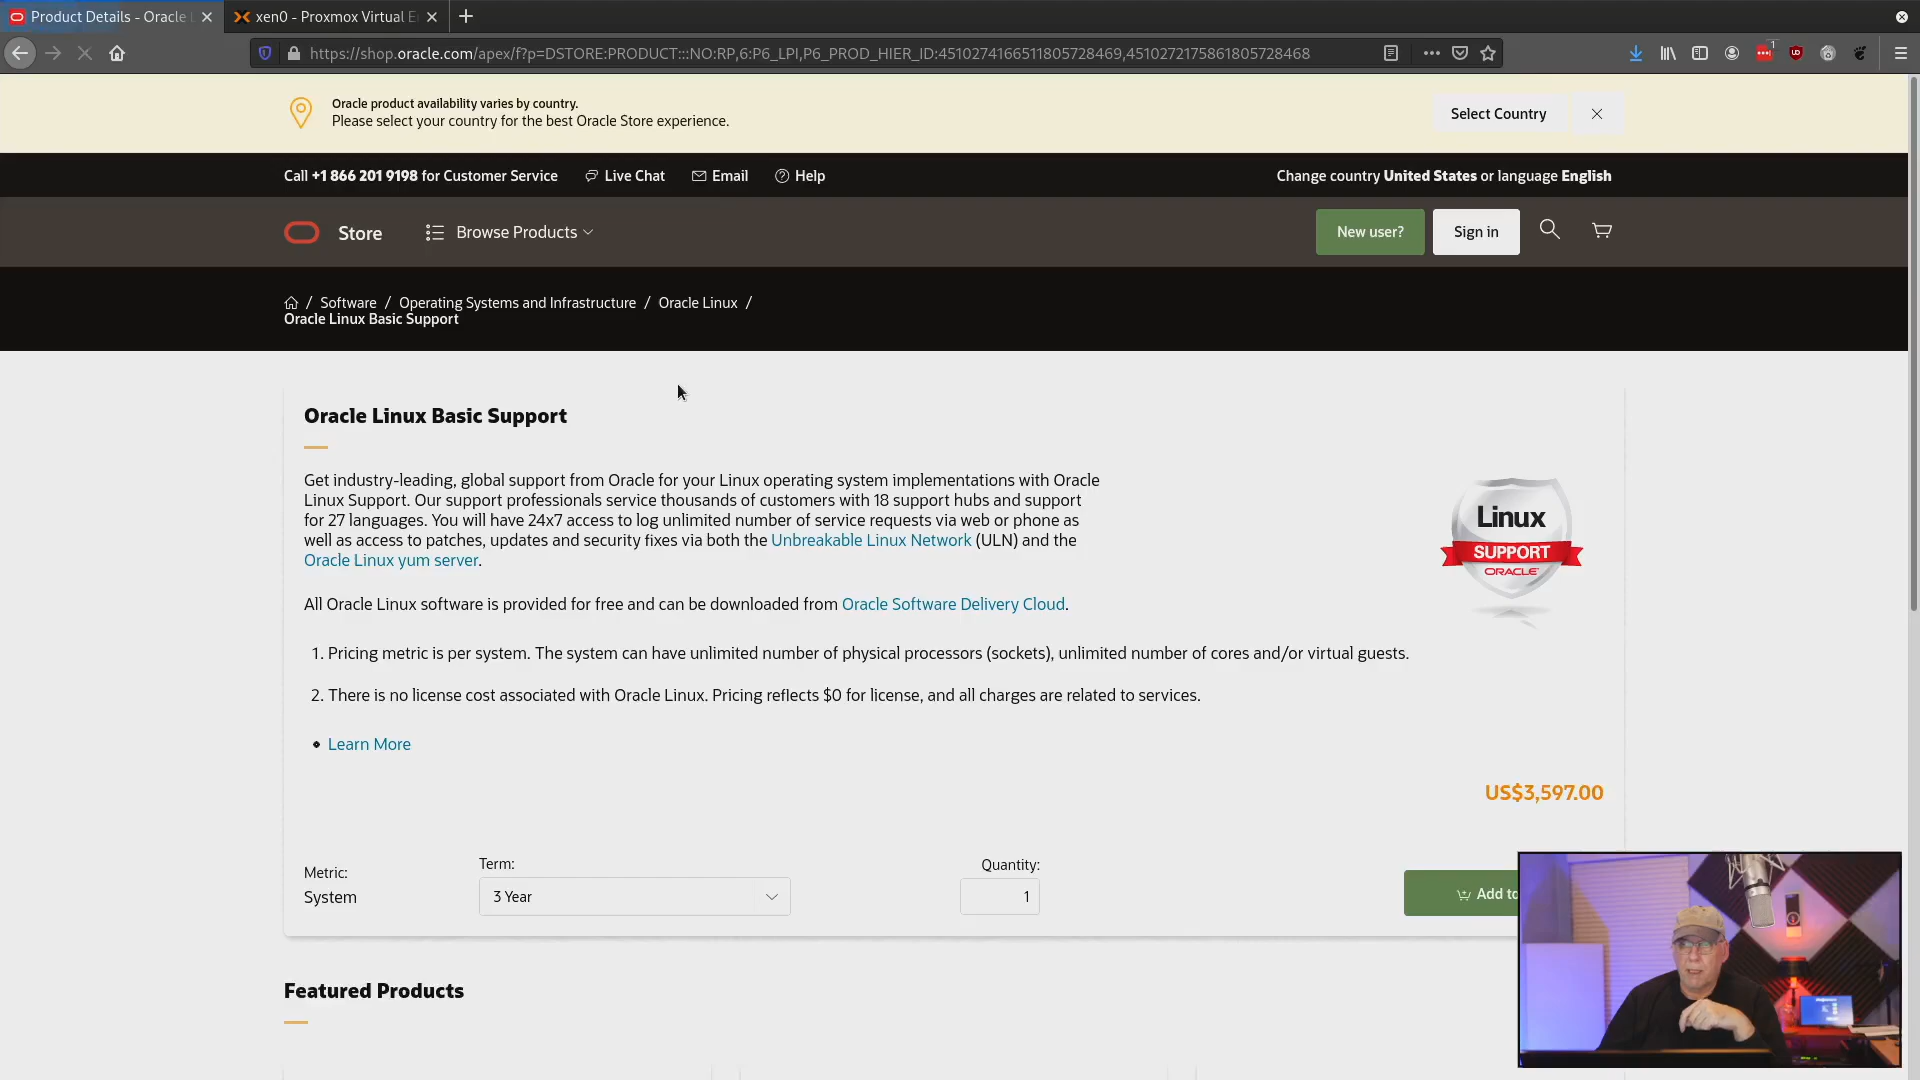 Product Details - Oracle
xen0 - Proxmox Virtual E
https://shop.oracle.com/apex/f?p=DSTORE:PRODUCT:::NO:RP,6:P6_LPI,P6_PROD_HIER_ID:4510274166511805728469,4510272175861805728468
1
Oracle product availability varies by country.
Please select your country for the best Oracle Store experience.
Select Country
Call +1 866 201 9198 for Customer Service
Live Chat
Email
Help
Change country United States or language English
Store
Browse Products
New user?
Sign in
/ Software / Operating Systems and Infrastructure / Oracle Linux /
Oracle Linux Basic Support
Oracle Linux Basic Support
Get industry-leading, global support from Oracle for your Linux operating system implementations with Oracle
Linux Support. Our support professionals service thousands of customers with 18 support hubs and support
for 27 languages. You will have 24x7 access to log unlimited number of service requests via web or phone as
well as access to patches, updates and security fixes via both the Unbreakable Linux Network (ULN) and the
Oracle Linux yum server.
Linux
SUPPORT
ORACLE
All Oracle Linux software is provided for free and can be downloaded from Oracle Software Delivery Cloud.
1. Pricing metric is per system. The system can have unlimited number of physical processors (sockets), unlimited number of cores and/or virtual guests.
2. There is no license cost associated with Oracle Linux. Pricing reflects $0 for license, and all charges are related to services.
• Learn More
US$3,597.00
Metric:
System
Term:
3 Year
Quantity:
1
Add to
Featured Products